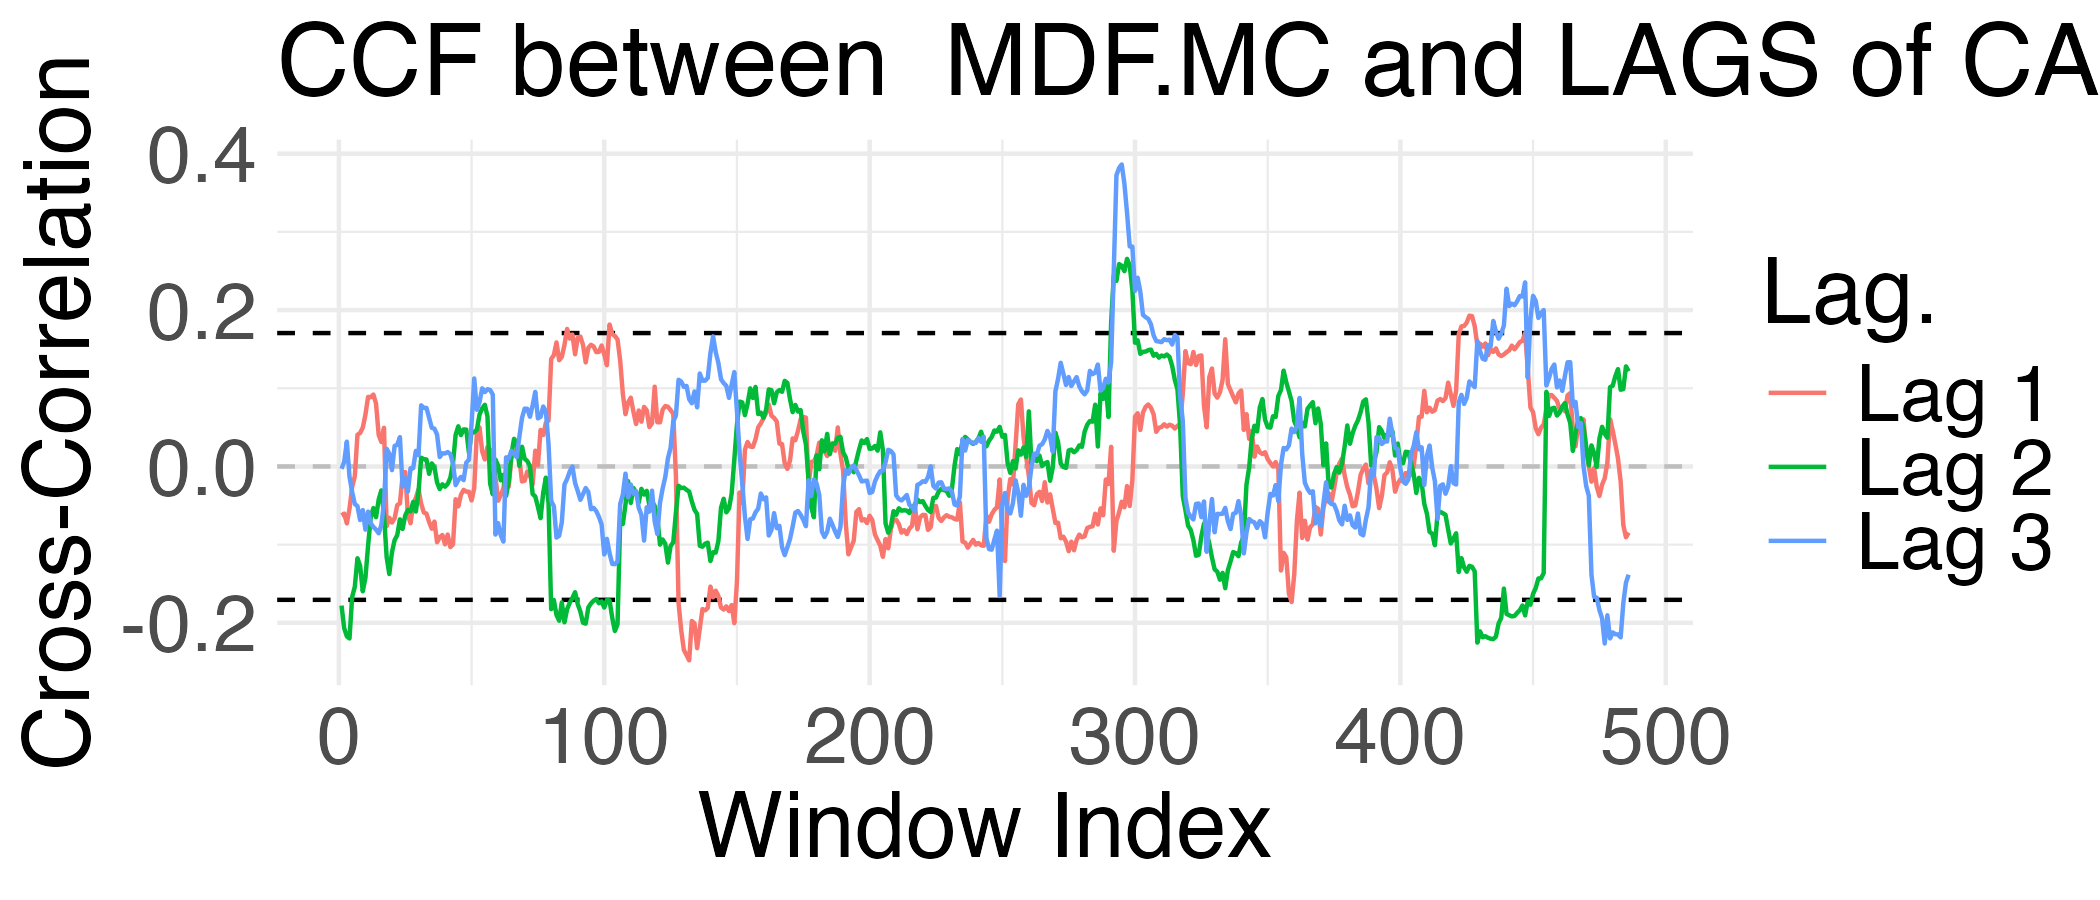 CCF between MDF.MC and LAGS of CA
Cross-Correlation
0.4
0.2
0.0
-0.2
0 100 200 300 400 500
Window Index
Lag.
Lag 1
Lag 2
Lag 3